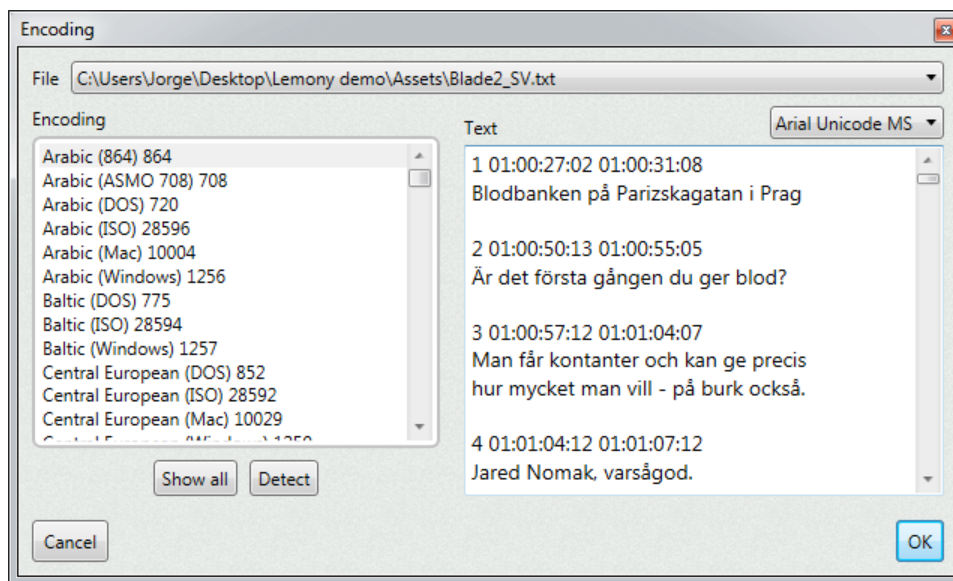 Encoding
File C:\Users\Jorge\Desktop\Lemony demo\Assets\Blade2_SV.txt
Encoding
Arabic (864) 864
Arabic (ASMO 708) 708
Arabic (DOS) 720
Arabic (ISO) 28596
Arabic (Mac) 10004
Arabic (Windows) 1256
Baltic (DOS) 775
Baltic (ISO) 28594
Baltic (Windows) 1257
Central European (DOS) 852
Central European (ISO) 28592
Central European (Mac) 10029
Show all Detect
Text
Arial Unicode MS
1 01:00:27:02 01:00:31:08
Blodbanken på Parizskagatan i Prag
2 01:00:50:13 01:00:55:05
Är det första gången du ger blod?
3 01:00:57:12 01:01:04:07
Man får kontanter och kan ge precis
hur mycket man vill - på burk också.
4 01:01:04:12 01:01:07:12
Jared Nomak, varsågod.
Cancel
OK